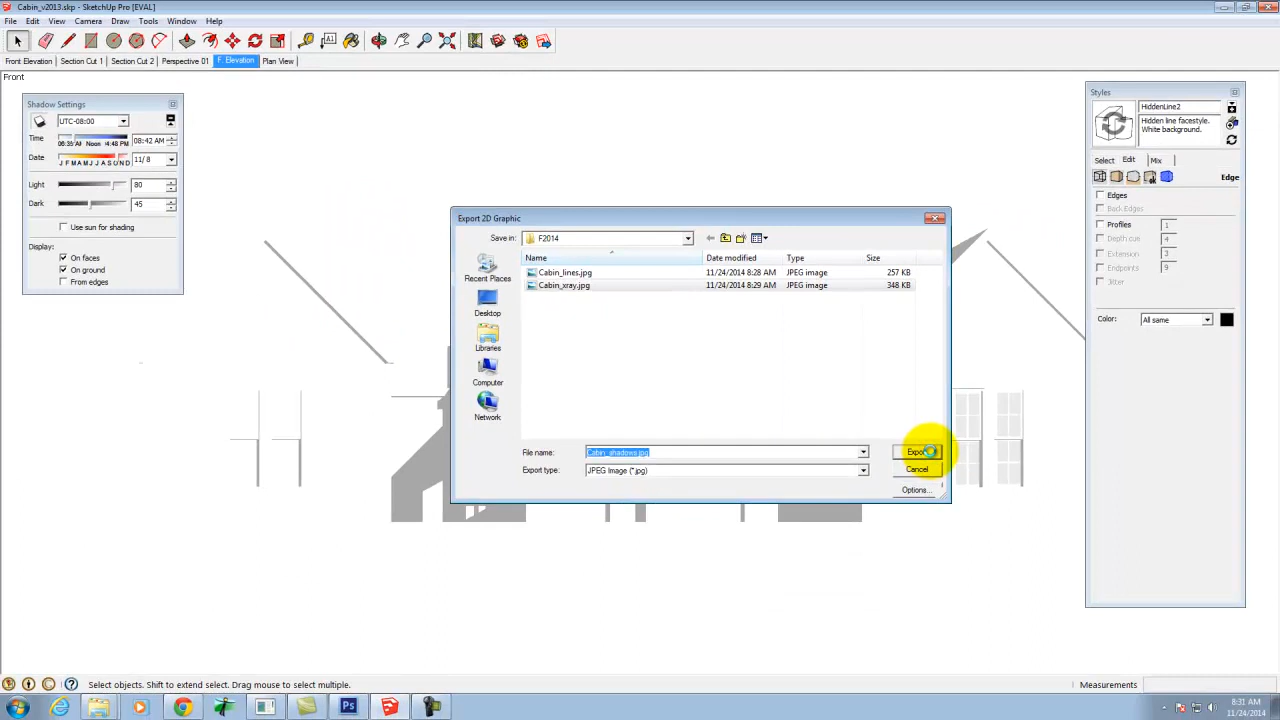 Cabin_v2013.skp - SketchUp Pro [EVAL]
File Edit View Camera Draw Tools Window Help
Front Elevation Section Cut 1 Section Cut 2 Perspective 01 F. Elevation Plan View
Front
Shadow Settings
UTC-08:00
Time 06:35 AM Noon 4:48 PM 08:42 AM
Date J F M A M J J A S O N D 11/ 8
Light 80
Dark 45
Use sun for shading
Display:
On faces
On ground
From edges
Export 2D Graphic
Save in: F2014
Name Date modified Type Size
Cabin_lines.jpg 11/24/2014 8:28 AM JPEG image 257 KB
Cabin_xray.jpg 11/24/2014 8:29 AM JPEG image 348 KB
Recent Places
Desktop
Libraries
Computer
Network
File name: Cabin_shadows.jpg Export
Export type: JPEG Image (*.jpg) Cancel
Options...
Styles
HiddenLine2
Hidden line facestyle.
White background.
Select Edit Mix
Edge
Edges
Back Edges
Profiles 1
Depth cue 4
Extension 3
Endpoints 9
Jitter
Color: All same
Select objects. Shift to extend select. Drag mouse to select multiple. Measurements
Ps
8:31 AM
11/24/2014